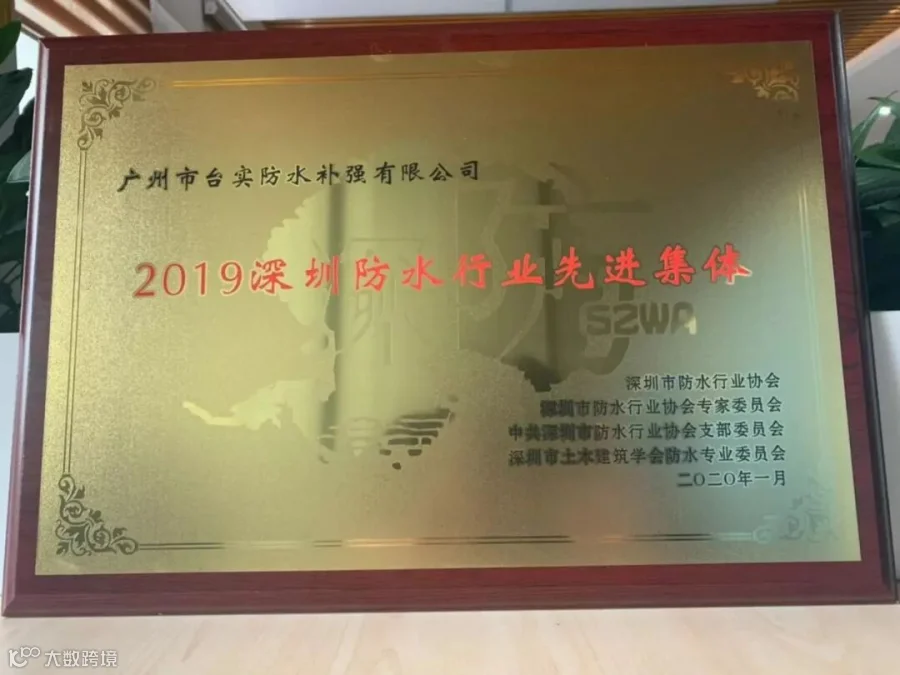 广州市台实防水补强有限公司
2019深圳防水行业先进集体
SZWA
深圳市防水行业协会
深圳市防水行业协会专家委员会
中共深圳市防水行业协会支部委员会
深圳市土木建筑学会防水专业委员会
二〇二〇年一月
大数跨境